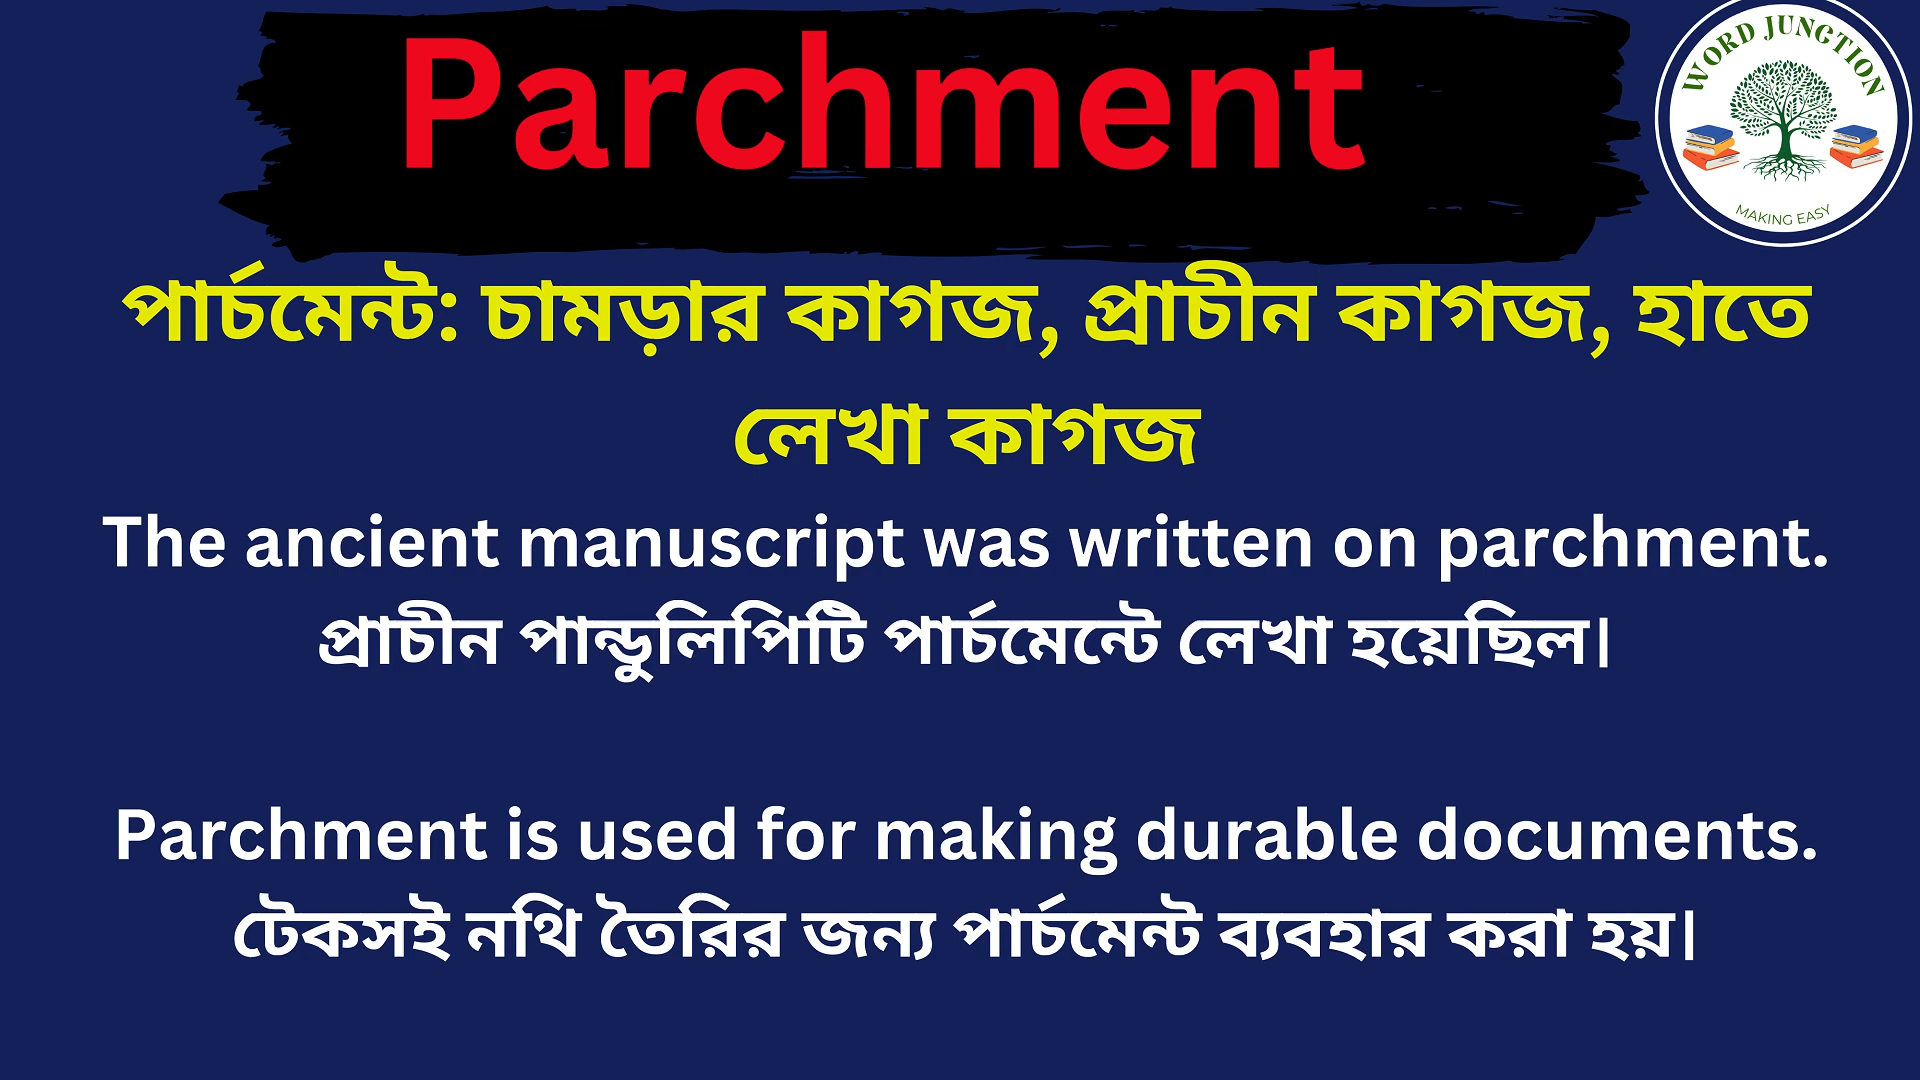 Parchment
WORD JUNCTION
MAKING EASY
পার্চমেন্ট: চামড়ার কাগজ, প্রাচীন কাগজ, হাতে
লেখা কাগজ
The ancient manuscript was written on parchment.
প্রাচীন পান্ডুলিপিটি পার্চমেন্টে লেখা হয়েছিল।
Parchment is used for making durable documents.
টেকসই নথি তৈরির জন্য পার্চমেন্ট ব্যবহার করা হয়।